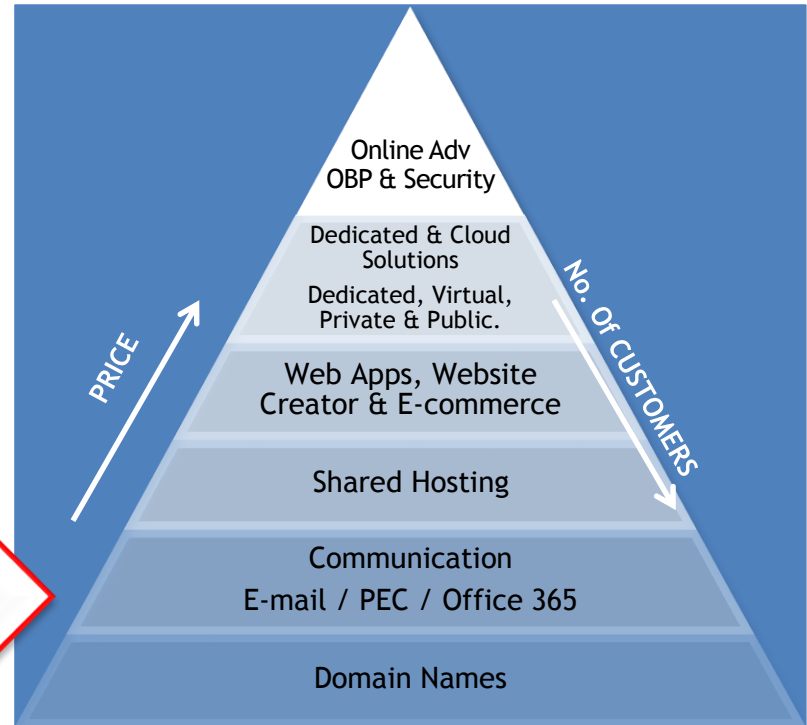 Online Adv
OBP & Security
Dedicated & Cloud
Solutions
Dedicated, Virtual,
Private & Public.
PRICE
No. Of CUSTOMERS
Web Apps, Website
Creator & E-commerce
Shared Hosting
Communication
E-mail / PEC / Office 365
Domain Names